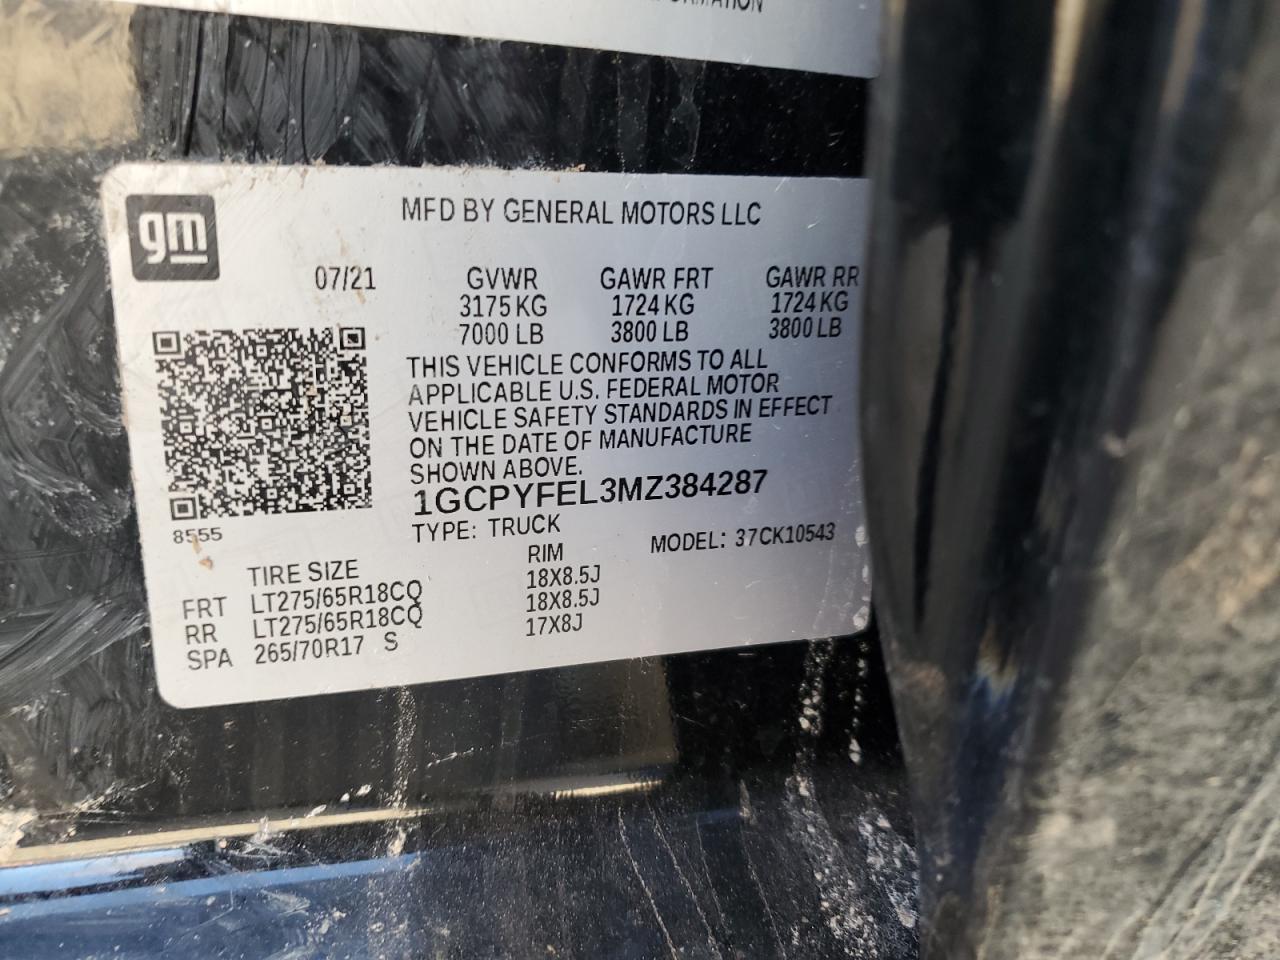 gm
MFD BY GENERAL MOTORS LLC
07/21 GVWR GAWR FRT GAWR RR
3175 KG 1724 KG 1724 KG
7000 LB 3800 LB 3800 LB
THIS VEHICLE CONFORMS TO ALL
APPLICABLE U.S. FEDERAL MOTOR
VEHICLE SAFETY STANDARDS IN EFFECT
ON THE DATE OF MANUFACTURE
SHOWN ABOVE.
1GCPYFEL3MZ384287
8555
TYPE: TRUCK MODEL: 37CK10543
TIRE SIZE RIM
FRT LT275/65R18CQ 18X8.5J
RR LT275/65R18CQ 18X8.5J
SPA 265/70R17 S 17X8J